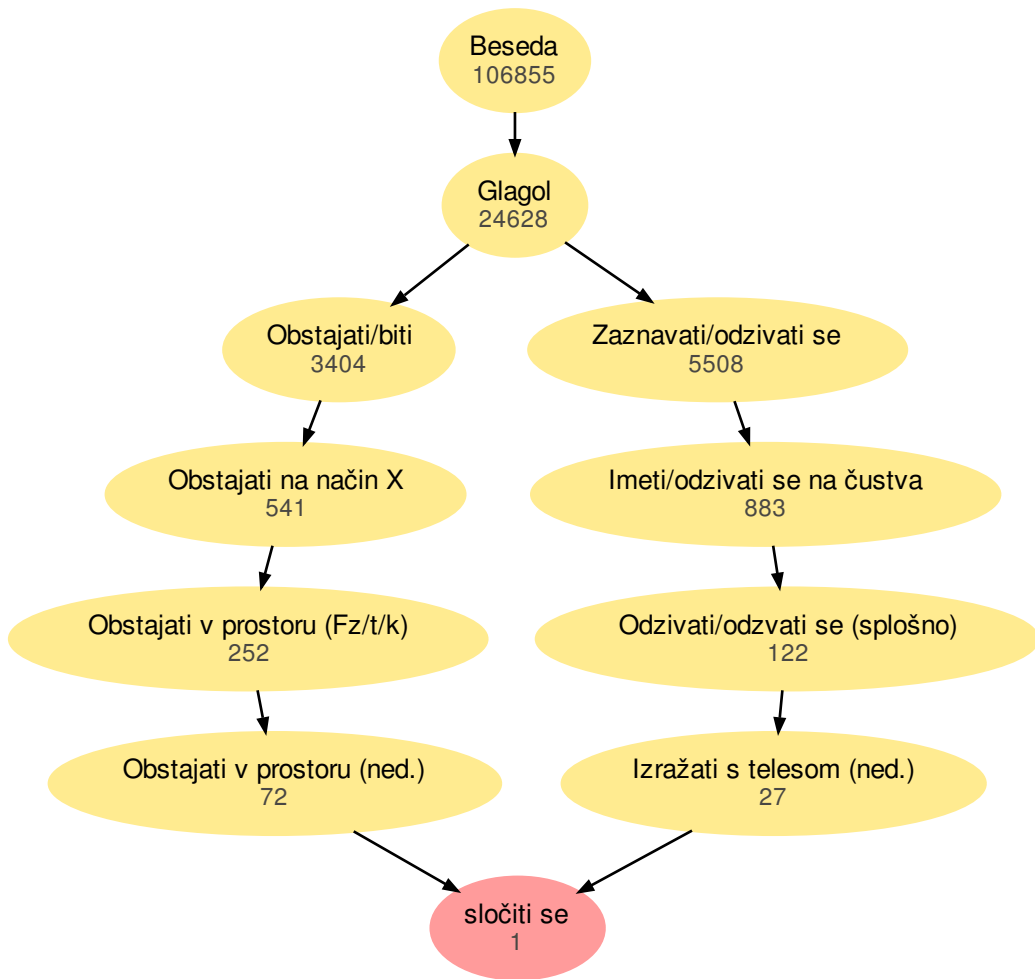 Beseda
106855
Glagol
24628
Obstajati/biti
3404
Zaznavati/odzivati se
5508
Obstajati na način X
541
Imeti/odzivati se na čustva
883
Obstajati v prostoru (Fz/t/k)
252
Odzivati/odzvati se (splošno)
122
Obstajati v prostoru (ned.)
72
Izražati s telesom (ned.)
27
sločiti se
1